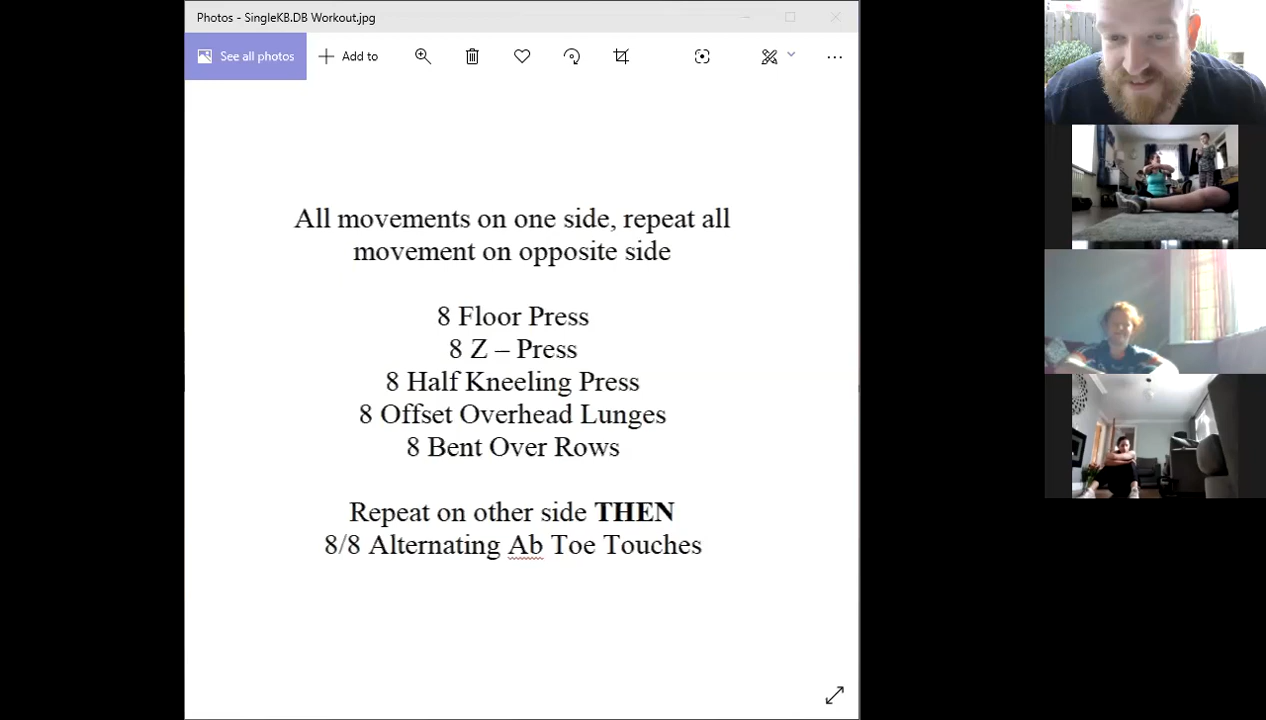 Photos - SingleKB.DB Workout.jpg
See all photos
Add to
All movements on one side, repeat all
movement on opposite side
8 Floor Press
8 Z – Press
8 Half Kneeling Press
8 Offset Overhead Lunges
8 Bent Over Rows
Repeat on other side THEN
8/8 Alternating Ab Toe Touches